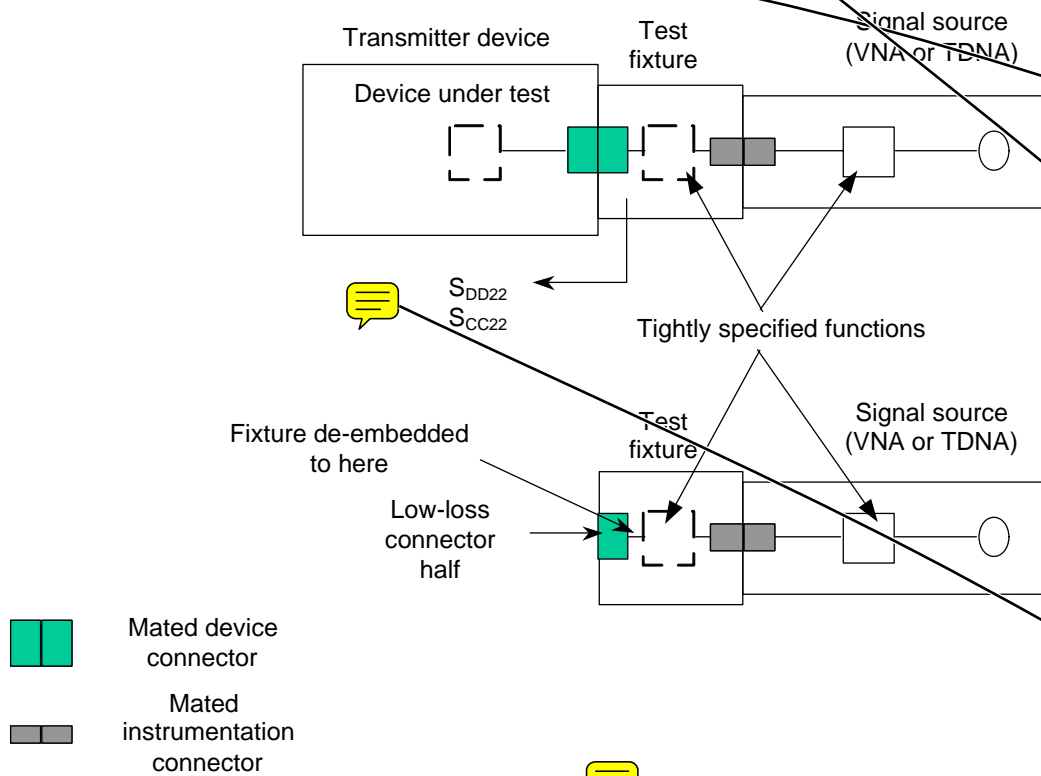 Transmitter device
Test
fixture
Signal source
(VNA or TDNA)
Device under test
SDD22
SCC22
Tightly specified functions
Fixture de-embedded
to here
Test
fixture
Signal source
(VNA or TDNA)
Low-loss
connector
half
Mated device
connector
Mated
instrumentation
connector